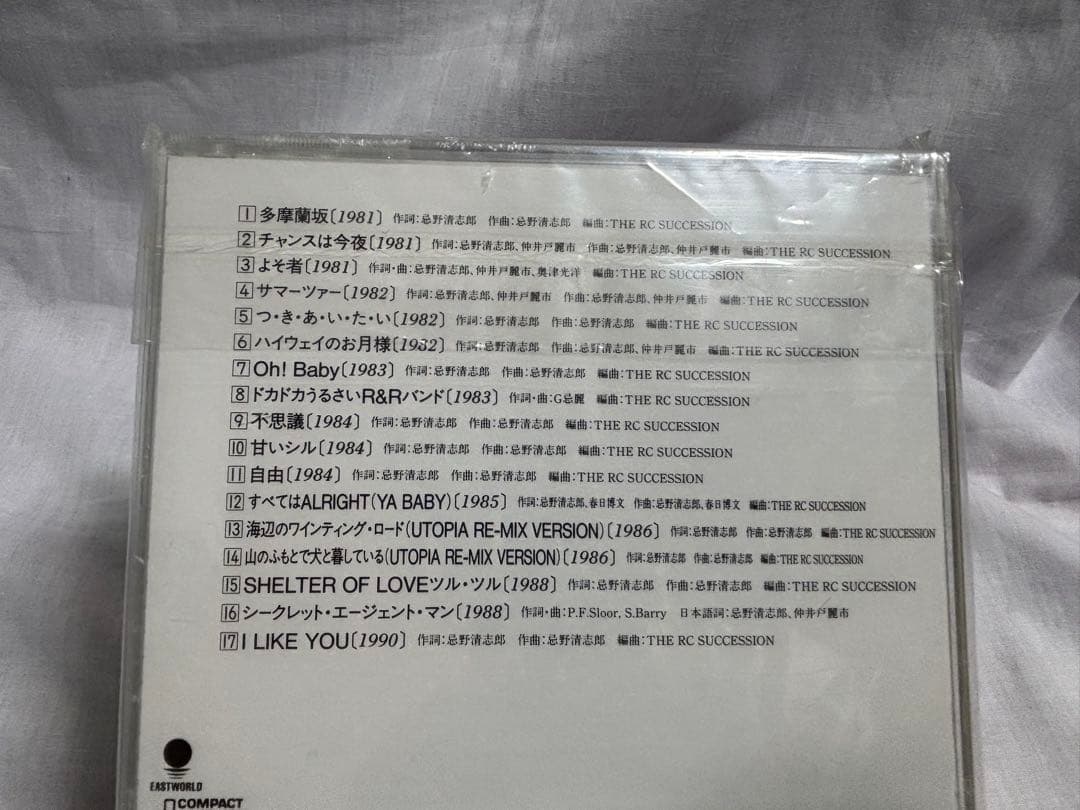 1 多摩蘭坂〔1981〕 作詞:忌野清志郎 作曲:忌野清志郎 編曲:THE RC SUCCESSION
2 チャンスは今夜〔1981〕 作詞:忌野清志郎、仲井戸麗市 作曲:忌野清志郎、仲井戸麗市 編曲:THE RC SUCCESSION
3 よそ者〔1981〕 作詞・曲:忌野清志郎、仲井戸麗市、奥津光洋 編曲:THE RC SUCCESSION
4 サマーツァー〔1982〕 作詞:忌野清志郎、仲井戸麗市 作曲:忌野清志郎、仲井戸麗市 編曲:THE RC SUCCESSION
5 つ・き・あ・い・た・い〔1982〕 作詞:忌野清志郎 作曲:忌野清志郎 編曲:THE RC SUCCESSION
6 ハイウェイのお月様〔1982〕 作詞:忌野清志郎 作曲:忌野清志郎、仲井戸麗市 編曲:THE RC SUCCESSION
7 Oh! Baby〔1983〕 作詞:忌野清志郎 作曲:忌野清志郎 編曲:THE RC SUCCESSION
8 ドカドカうるさいR&Rバンド〔1983〕 作詞・曲:G忌麗 編曲:THE RC SUCCESSION
9 不思議〔1984〕 作詞:忌野清志郎 作曲:忌野清志郎 編曲:THE RC SUCCESSION
10 甘いシル〔1984〕 作詞:忌野清志郎 作曲:忌野清志郎 編曲:THE RC SUCCESSION
11 自由〔1984〕 作詞:忌野清志郎 作曲:忌野清志郎 編曲:THE RC SUCCESSION
12 すべてはALRIGHT(YA BABY)〔1985〕 作詞:忌野清志郎、春日博文 作曲:忌野清志郎、春日博文 編曲:THE RC SUCCESSION
13 海辺のワインティング・ロード(UTOPIA RE-MIX VERSION)〔1986〕 作詞:忌野清志郎 作曲:忌野清志郎 編曲:THE RC SUCCESSION
14 山のふもとで犬と暮している(UTOPIA RE-MIX VERSION)〔1986〕 作詞:忌野清志郎 作曲:忌野清志郎 編曲:THE RC SUCCESSION
15 SHELTER OF LOVEツル・ツル〔1988〕 作詞:忌野清志郎 作曲:忌野清志郎 編曲:THE RC SUCCESSION
16 シークレット・エージェント・マン〔1988〕 作詞・曲:P.F.Sloor, S.Barry 日本語詞:忌野清志郎、仲井戸麗市
17 I LIKE YOU〔1990〕 作詞:忌野清志郎 作曲:忌野清志郎 編曲:THE RC SUCCESSION
EASTWORLD
COMPACT